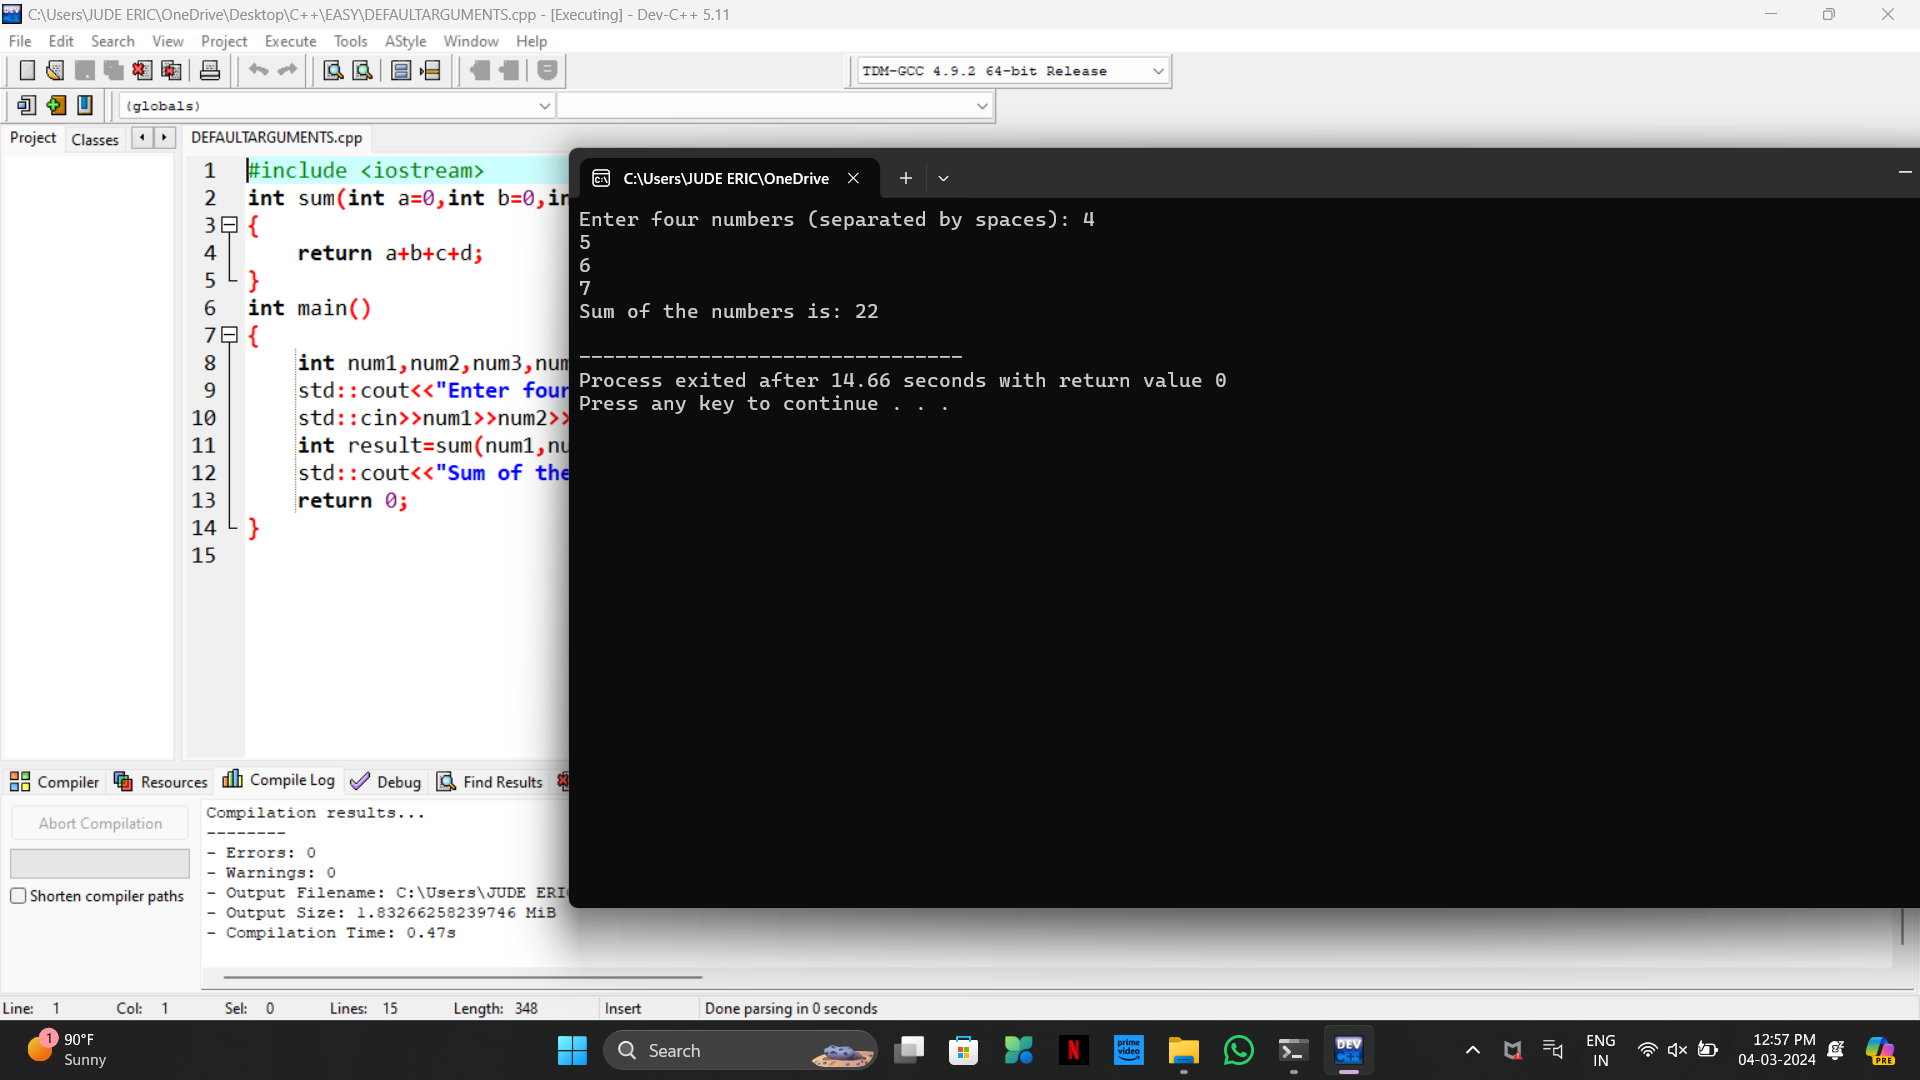 C:\Users\JUDE ERIC\OneDrive\Desktop\C++\EASY\DEFAULTARGUMENTS.cpp - [Executing] - Dev-C++ 5.11
File Edit Search View Project Execute Tools AStyle Window Help
TDM-GCC 4.9.2 64-bit Release
(globals)
Project Classes DEFAULTARGUMENTS.cpp
1 #include <iostream>
2 int sum(int a=0,int b=0,in
3 {
4 return a+b+c+d;
5 }
6 int main()
7 {
8 int num1,num2,num3,num
9 std::cout<<"Enter four
10 std::cin>>num1>>num2>>
11 int result=sum(num1,nu
12 std::cout<<"Sum of the
13 return 0;
14 }
15
C:\Users\JUDE ERIC\OneDrive
Enter four numbers (separated by spaces): 4
5
6
7
Sum of the numbers is: 22
--------------------------------
Process exited after 14.66 seconds with return value 0
Press any key to continue . . .
Compiler Resources Compile Log Debug Find Results
Abort Compilation
Shorten compiler paths
Compilation results...
--------
- Errors: 0
- Warnings: 0
- Output Filename: C:\Users\JUDE ERI
- Output Size: 1.83266258239746 MiB
- Compilation Time: 0.47s
Line: 1 Col: 1 Sel: 0 Lines: 15 Length: 348 Insert Done parsing in 0 seconds
1
90°F
Sunny
Search
N
prime video
DEV C++
ENG
IN
12:57 PM
04-03-2024
PRE